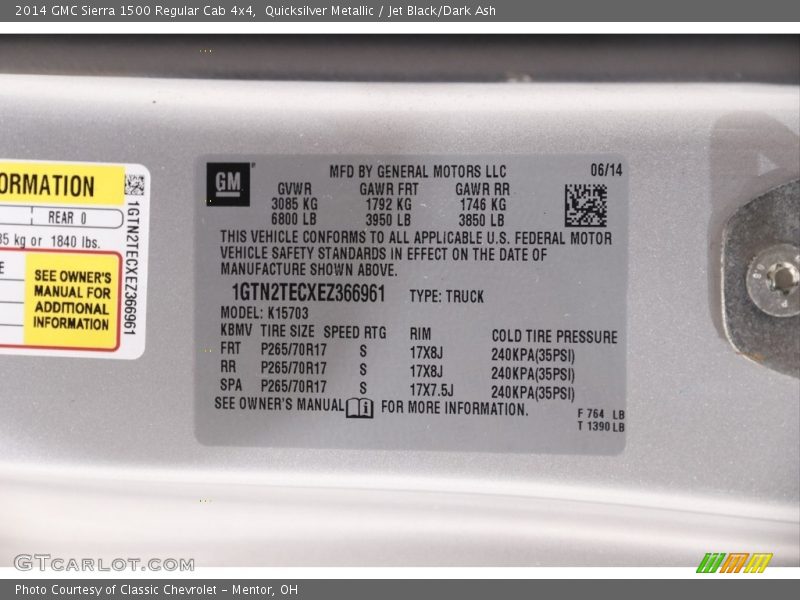 2014 GMC Sierra 1500 Regular Cab 4x4,  Quicksilver Metallic / Jet Black/Dark Ash
ORMATION
REAR 0
35 kg or 1840 lbs.
E
SEE OWNER'S
MANUAL FOR
ADDITIONAL
INFORMATION
1GTN2TECXEZ366961
GM
MFD BY GENERAL MOTORS LLC 06/14
GVWR GAWR FRT GAWR RR
3085 KG 1792 KG 1746 KG
6800 LB 3950 LB 3850 LB
THIS VEHICLE CONFORMS TO ALL APPLICABLE U.S. FEDERAL MOTOR
VEHICLE SAFETY STANDARDS IN EFFECT ON THE DATE OF
MANUFACTURE SHOWN ABOVE.
1GTN2TECXEZ366961 TYPE: TRUCK
MODEL: K15703
KBMV TIRE SIZE SPEED RTG RIM COLD TIRE PRESSURE
FRT P265/70R17 S 17X8J 240KPA(35PSI)
RR P265/70R17 S 17X8J 240KPA(35PSI)
SPA P265/70R17 S 17X7.5J 240KPA(35PSI)
SEE OWNER'S MANUAL FOR MORE INFORMATION.
F 764 LB
T 1390 LB
GTCARLOT.COM
Photo Courtesy of Classic Chevrolet - Mentor, OH